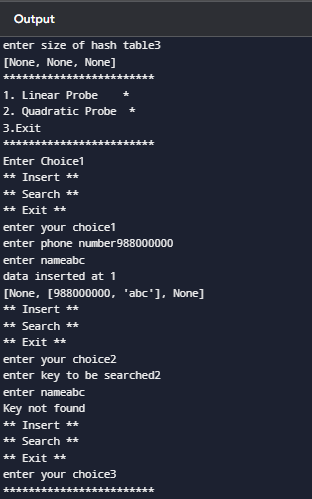 Output
enter size of hash table3
[None, None, None]
************************
1. Linear Probe    *
2. Quadratic Probe  *
3.Exit
************************
Enter Choice1
** Insert **
** Search **
** Exit **
enter your choice1
enter phone number988000000
enter nameabc
data inserted at 1
[None, [988000000, 'abc'], None]
** Insert **
** Search **
** Exit **
enter your choice2
enter key to be searched2
enter nameabc
Key not found
** Insert **
** Search **
** Exit **
enter your choice3
************************